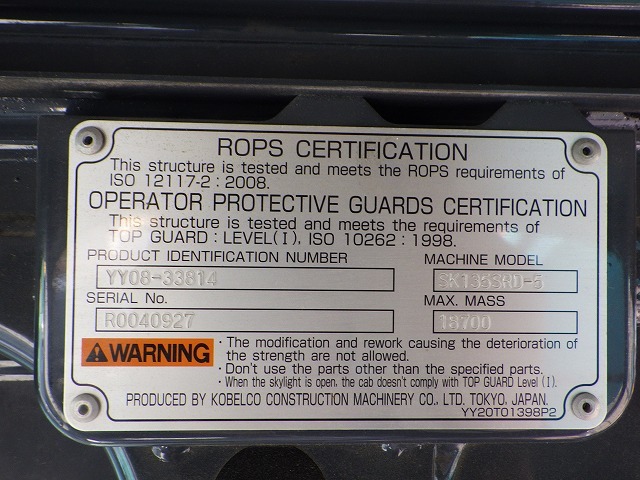 ROPS CERTIFICATION
This structure is tested and meets the ROPS requirements of
ISO 12117-2 : 2008.
OPERATOR PROTECTIVE GUARDS CERTIFICATION
This structure is tested and meets the requirements of
TOP GUARD : LEVEL(I), ISO 10262 : 1998.
PRODUCT IDENTIFICATION NUMBER
YY08-33814
MACHINE MODEL
SK135SRD-5
SERIAL No.
R0040927
MAX. MASS
18700
WARNING
· The modification and rework causing the deterioration of
the strength are not allowed.
· Don't use the parts other than the specified parts.
· When the skylight is open, the cab doesn't comply with TOP GUARD Level (I).
PRODUCED BY KOBELCO CONSTRUCTION MACHINERY CO., LTD. TOKYO, JAPAN.
YY20T01398P2